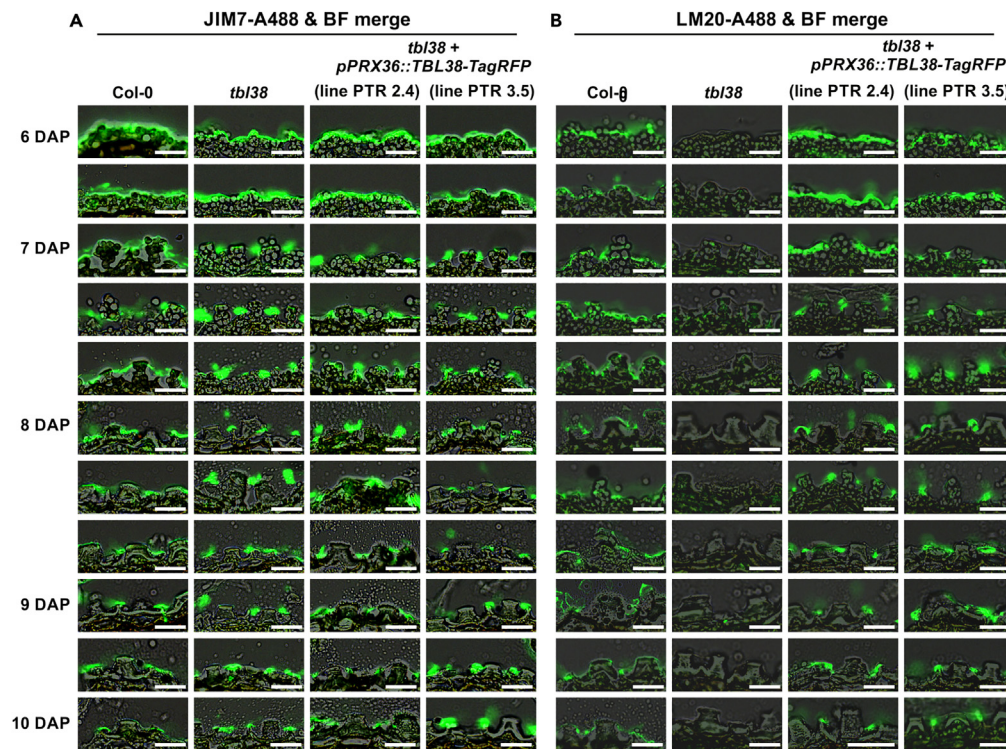 A JIM7-A488 & BF merge
Col-0
tbl38
tbl38 +
pPRX36::TBL38-TagRFP
(line PTR 2.4) (line PTR 3.5)
B LM20-A488 & BF merge
Col-θ
tbl38
tbl38 +
pPRX36::TBL38-TagRFP
(line PTR 2.4) (line PTR 3.5)
6 DAP
7 DAP
8 DAP
9 DAP
10 DAP